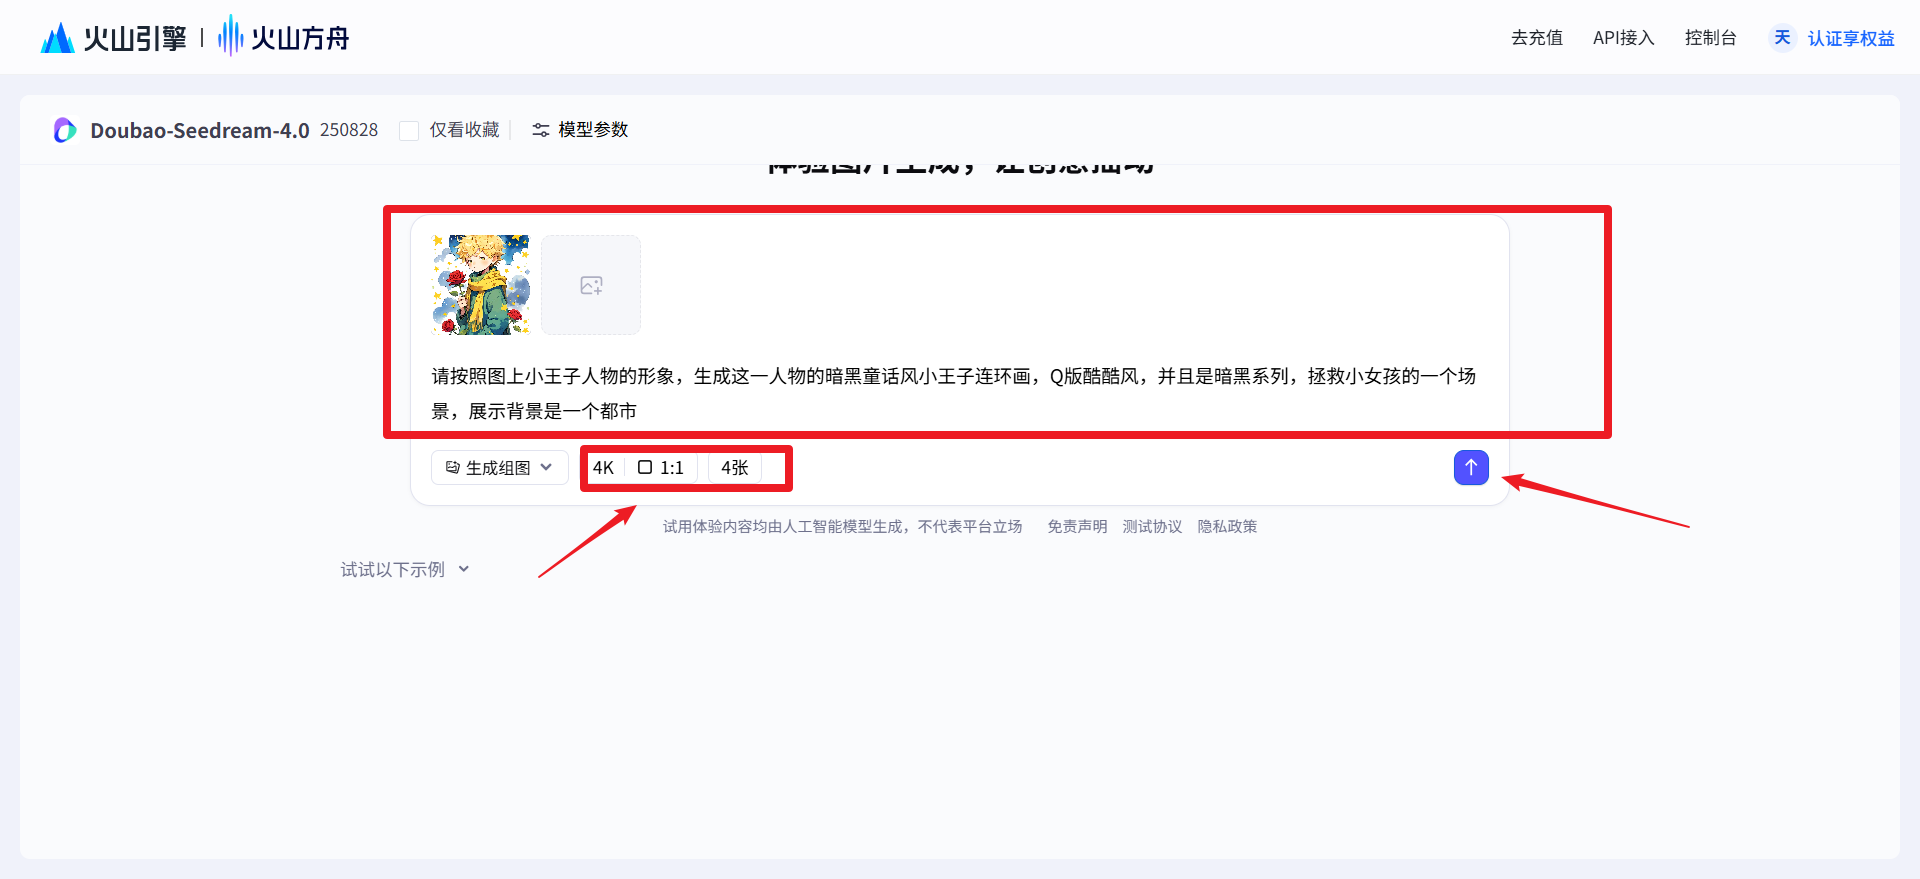 火山引擎 | 火山方舟
去充值 API接入 控制台 天 认证享权益
Doubao-Seedream-4.0 250828 仅看收藏 模型参数
请按照图上小王子人物的形象，生成这一人物的暗黑童话风小王子连环画，Q版酷酷风，并且是暗黑系列，拯救小女孩的一个场
景，展示背景是一个都市
生成组图 4K 1:1 4张
试用体验内容均由人工智能模型生成，不代表平台立场 免责声明 测试协议 隐私政策
试试以下示例